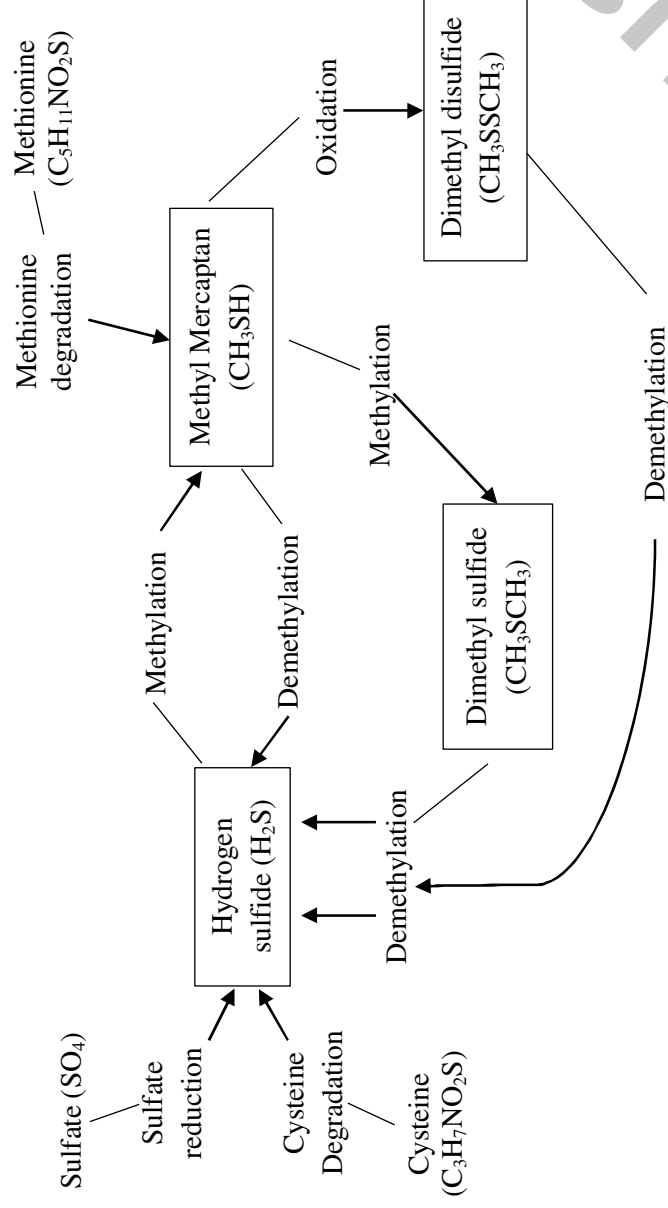 Sulfate (SO₄)
Sulfate
reduction
Cysteine
Degradation
Cysteine
(C₃H₇NO₂S)
Hydrogen
sulfide (H₂S)
Methylation
Demethylation
Demethylation
Methionine
degradation
Methionine
(C₅H₁₁NO₂S)
Methyl Mercaptan
(CH₃SH)
Methylation
Dimethyl sulfide
(CH₃SCH₃)
Oxidation
Dimethyl disulfide
(CH₃SSCH₃)
Demethylation